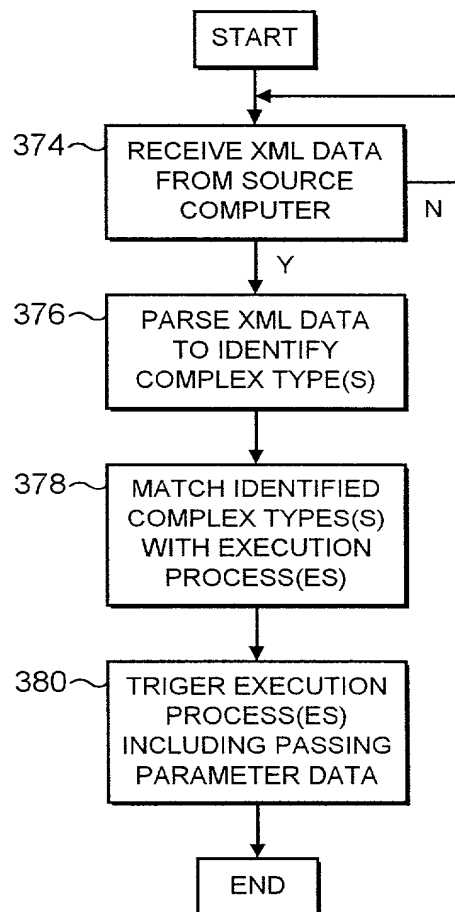 START
374
RECEIVE XML DATA
FROM SOURCE
COMPUTER
N
Y
376
PARSE XML DATA
TO IDENTIFY
COMPLEX TYPE(S)
378
MATCH IDENTIFIED
COMPLEX TYPES(S)
WITH EXECUTION
PROCESS(ES)
380
TRIGER EXECUTION
PROCESS(ES)
INCLUDING PASSING
PARAMETER DATA
END